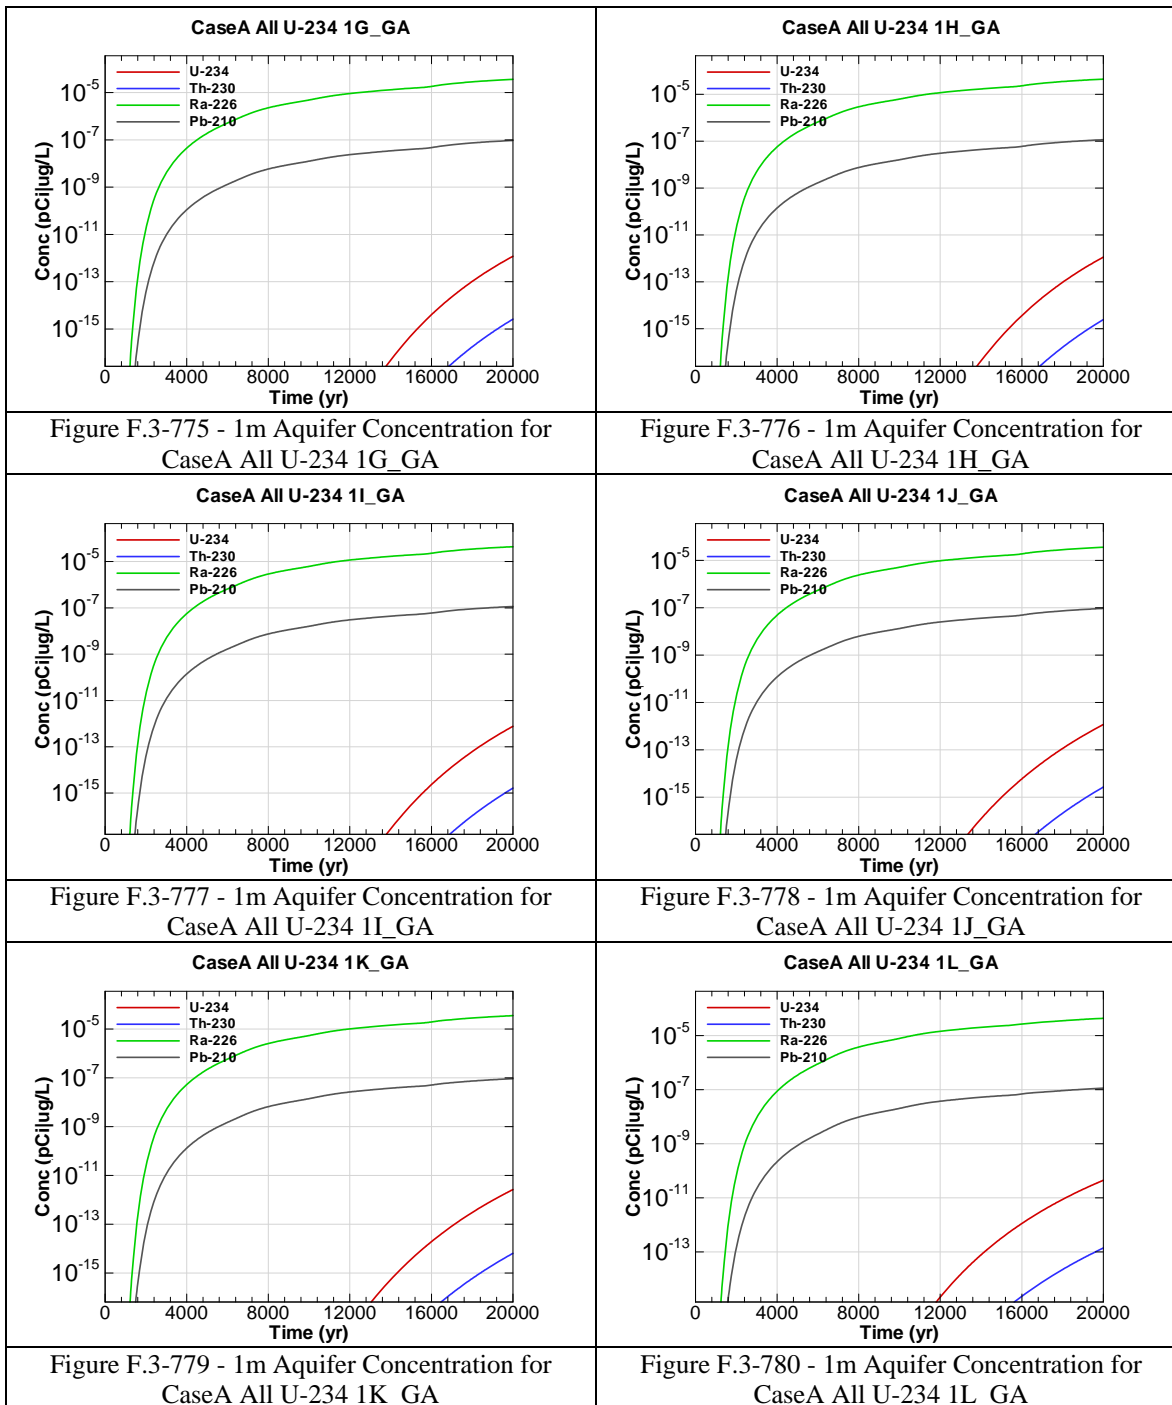 CaseA All U-234 1G_GA
U-234
Th-230
Ra-226
Pb-210
10-5
10-7
10-9
10-11
10-13
10-15
Conc (pCi|ug/L)
0 4000 8000 12000 16000 20000
Time (yr)
Figure F.3-775 - 1m Aquifer Concentration for
CaseA All U-234 1G_GA
CaseA All U-234 1H_GA
U-234
Th-230
Ra-226
Pb-210
10-5
10-7
10-9
10-11
10-13
10-15
Conc (pCi|ug/L)
0 4000 8000 12000 16000 20000
Time (yr)
Figure F.3-776 - 1m Aquifer Concentration for
CaseA All U-234 1H_GA
CaseA All U-234 1I_GA
U-234
Th-230
Ra-226
Pb-210
10-5
10-7
10-9
10-11
10-13
10-15
Conc (pCi|ug/L)
0 4000 8000 12000 16000 20000
Time (yr)
Figure F.3-777 - 1m Aquifer Concentration for
CaseA All U-234 1I_GA
CaseA All U-234 1J_GA
U-234
Th-230
Ra-226
Pb-210
10-5
10-7
10-9
10-11
10-13
10-15
Conc (pCi|ug/L)
0 4000 8000 12000 16000 20000
Time (yr)
Figure F.3-778 - 1m Aquifer Concentration for
CaseA All U-234 1J_GA
CaseA All U-234 1K_GA
U-234
Th-230
Ra-226
Pb-210
10-5
10-7
10-9
10-11
10-13
10-15
Conc (pCi|ug/L)
0 4000 8000 12000 16000 20000
Time (yr)
Figure F.3-779 - 1m Aquifer Concentration for
CaseA All U-234 1K_GA
CaseA All U-234 1L_GA
U-234
Th-230
Ra-226
Pb-210
10-5
10-7
10-9
10-11
10-13
Conc (pCi|ug/L)
0 4000 8000 12000 16000 20000
Time (yr)
Figure F.3-780 - 1m Aquifer Concentration for
CaseA All U-234 1L_GA